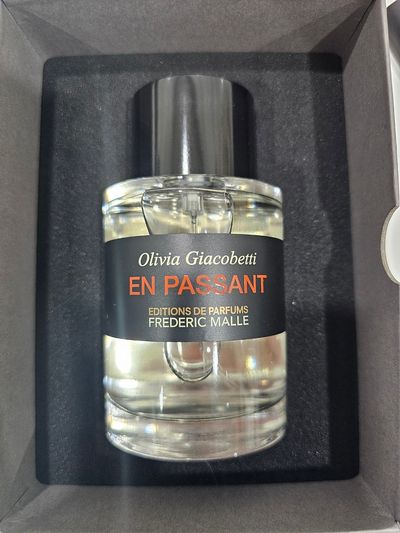 Olivia Giacobetti
EN PASSANT
EDITIONS DE PARFUMS
FREDERIC MALLE